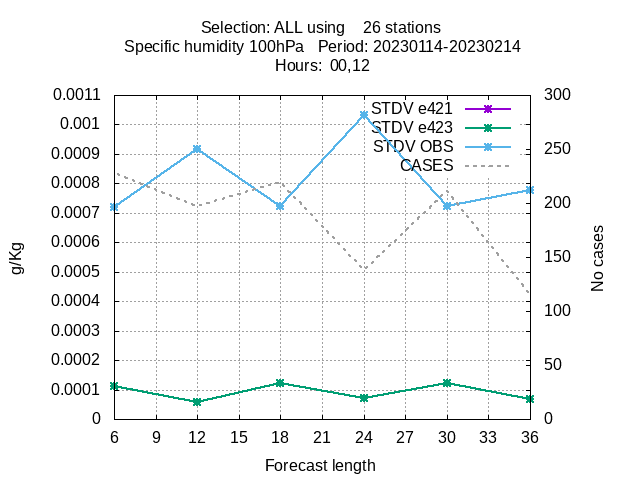 Selection: ALL using 26 stations
Specific humidity 100hPa Period: 20230114-20230214
Hours: 00,12
0.0011
0.001
0.0009
0.0008
0.0007
0.0006
0.0005
0.0004
0.0003
0.0002
0.0001
0
g/Kg
STDV e421
STDV e423
STDV OBS
CASES
300
250
200
150
100
50
0
No cases
6 9 12 15 18 21 24 27 30 33 36
Forecast length